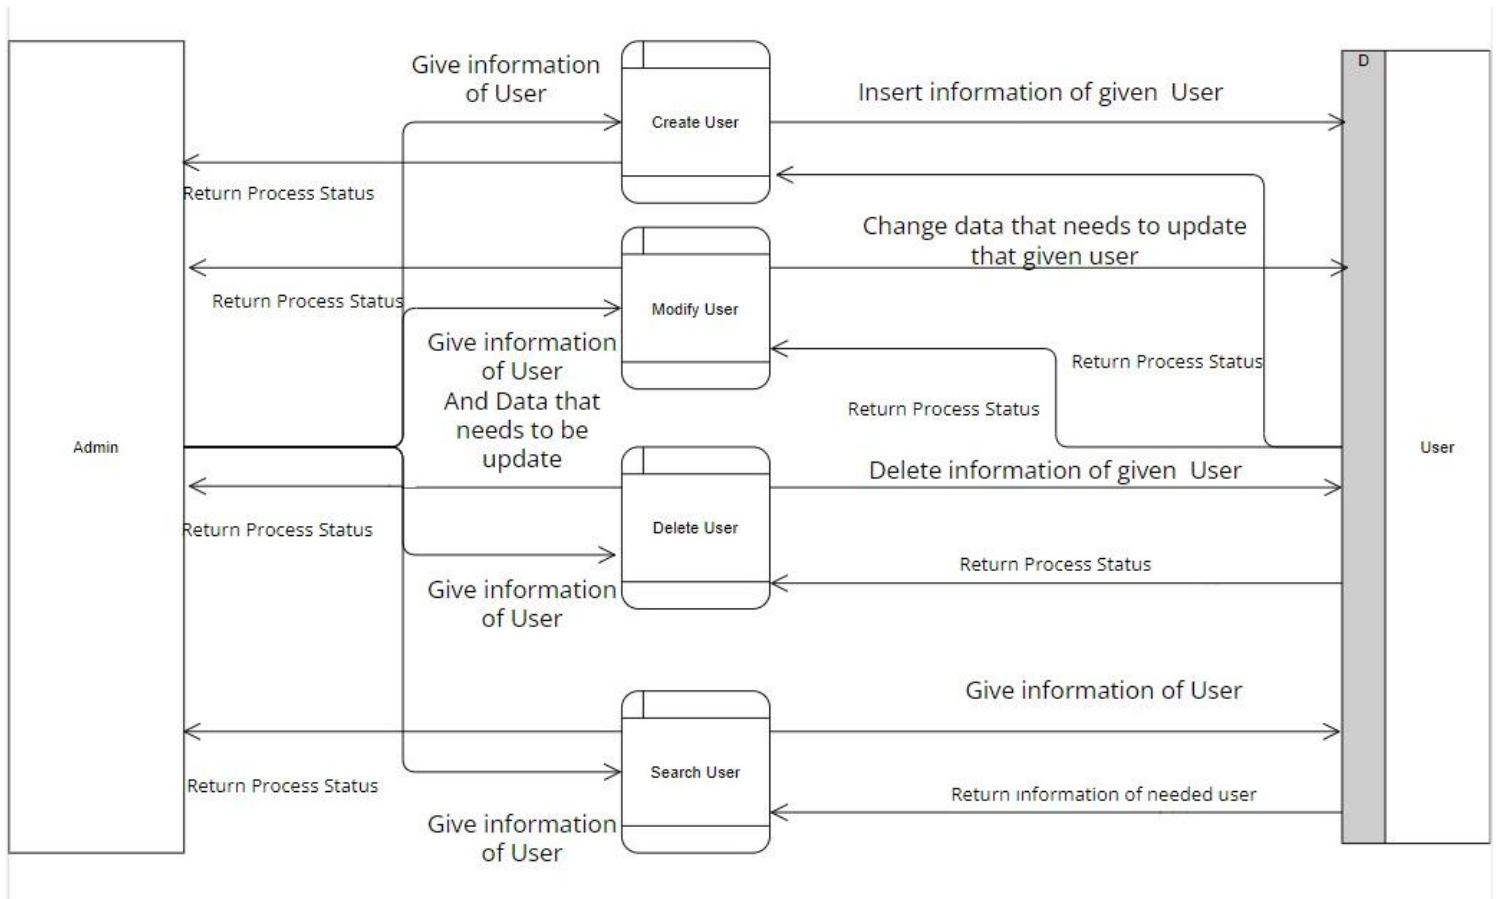 Give information
of User
Create User
Insert information of given User
D
Return Process Status
Change data that needs to update
that given user
Return Process Status
Modify User
Give information
of User
And Data that
needs to be
update
Return Process Status
Return Process Status
Admin
User
Delete information of given User
Return Process Status
Delete User
Return Process Status
Give information
of User
Give information of User
Search User
Return Process Status
Return information of needed user
Give information
of User